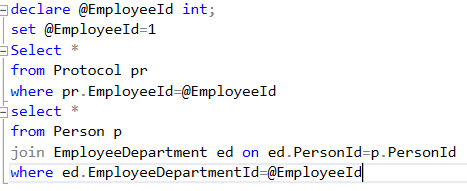 declare @EmployeeId int;
set @EmployeeId=1
Select *
from Protocol pr
where pr.EmployeeId=@EmployeeId
select *
from Person p
join EmployeeDepartment ed on ed.PersonId=p.PersonId
where ed.EmployeeDepartmentId=@EmployeeId